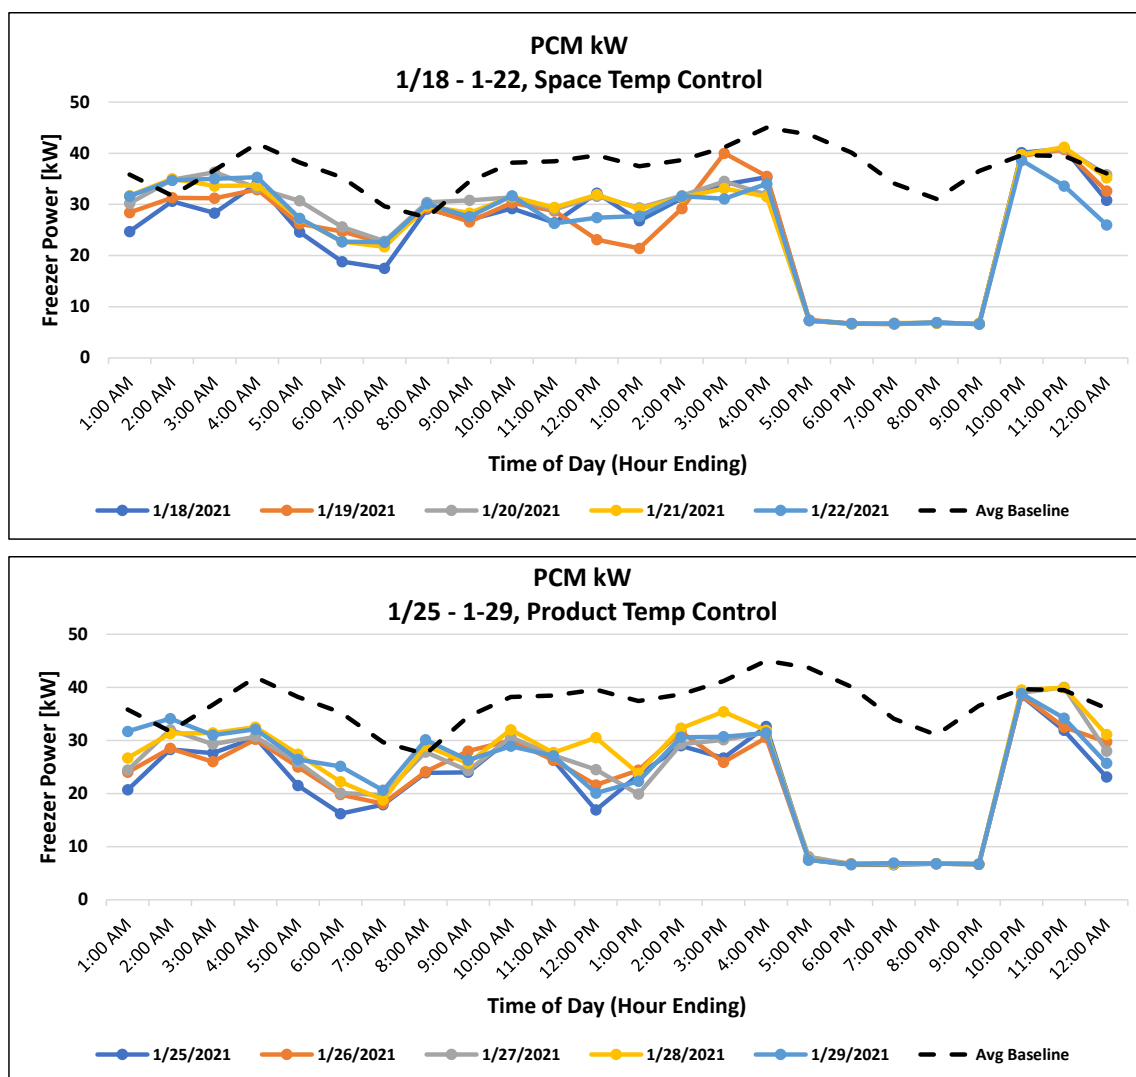 PCM kW
1/18 - 1-22, Space Temp Control
Freezer Power [kW]
50
40
30
20
10
0
1:00 AM
2:00 AM
3:00 AM
4:00 AM
5:00 AM
6:00 AM
7:00 AM
8:00 AM
9:00 AM
10:00 AM
11:00 AM
12:00 PM
1:00 PM
2:00 PM
3:00 PM
4:00 PM
5:00 PM
6:00 PM
7:00 PM
8:00 PM
9:00 PM
10:00 PM
11:00 PM
12:00 AM
Time of Day (Hour Ending)
1/18/2021 1/19/2021 1/20/2021 1/21/2021 1/22/2021 Avg Baseline
PCM kW
1/25 - 1-29, Product Temp Control
Freezer Power [kW]
50
40
30
20
10
0
1:00 AM
2:00 AM
3:00 AM
4:00 AM
5:00 AM
6:00 AM
7:00 AM
8:00 AM
9:00 AM
10:00 AM
11:00 AM
12:00 PM
1:00 PM
2:00 PM
3:00 PM
4:00 PM
5:00 PM
6:00 PM
7:00 PM
8:00 PM
9:00 PM
10:00 PM
11:00 PM
12:00 AM
Time of Day (Hour Ending)
1/25/2021 1/26/2021 1/27/2021 1/28/2021 1/29/2021 Avg Baseline